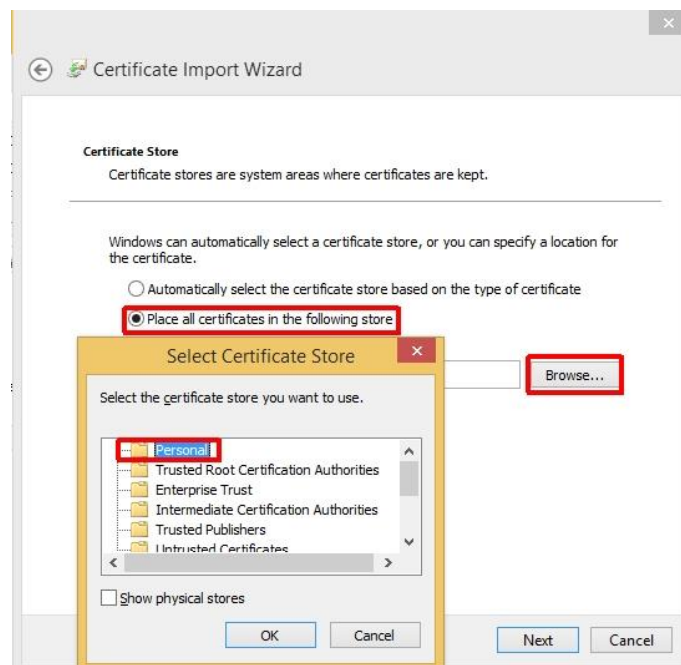 Certificate Import Wizard
Certificate Store
Certificate stores are system areas where certificates are kept.
Windows can automatically select a certificate store, or you can specify a location for
the certificate.
Automatically select the certificate store based on the type of certificate
Place all certificates in the following store
Browse...
Select Certificate Store
Select the certificate store you want to use.
Personal
Trusted Root Certification Authorities
Enterprise Trust
Intermediate Certification Authorities
Trusted Publishers
Untrusted Certificates
Show physical stores
OK
Cancel
Next
Cancel